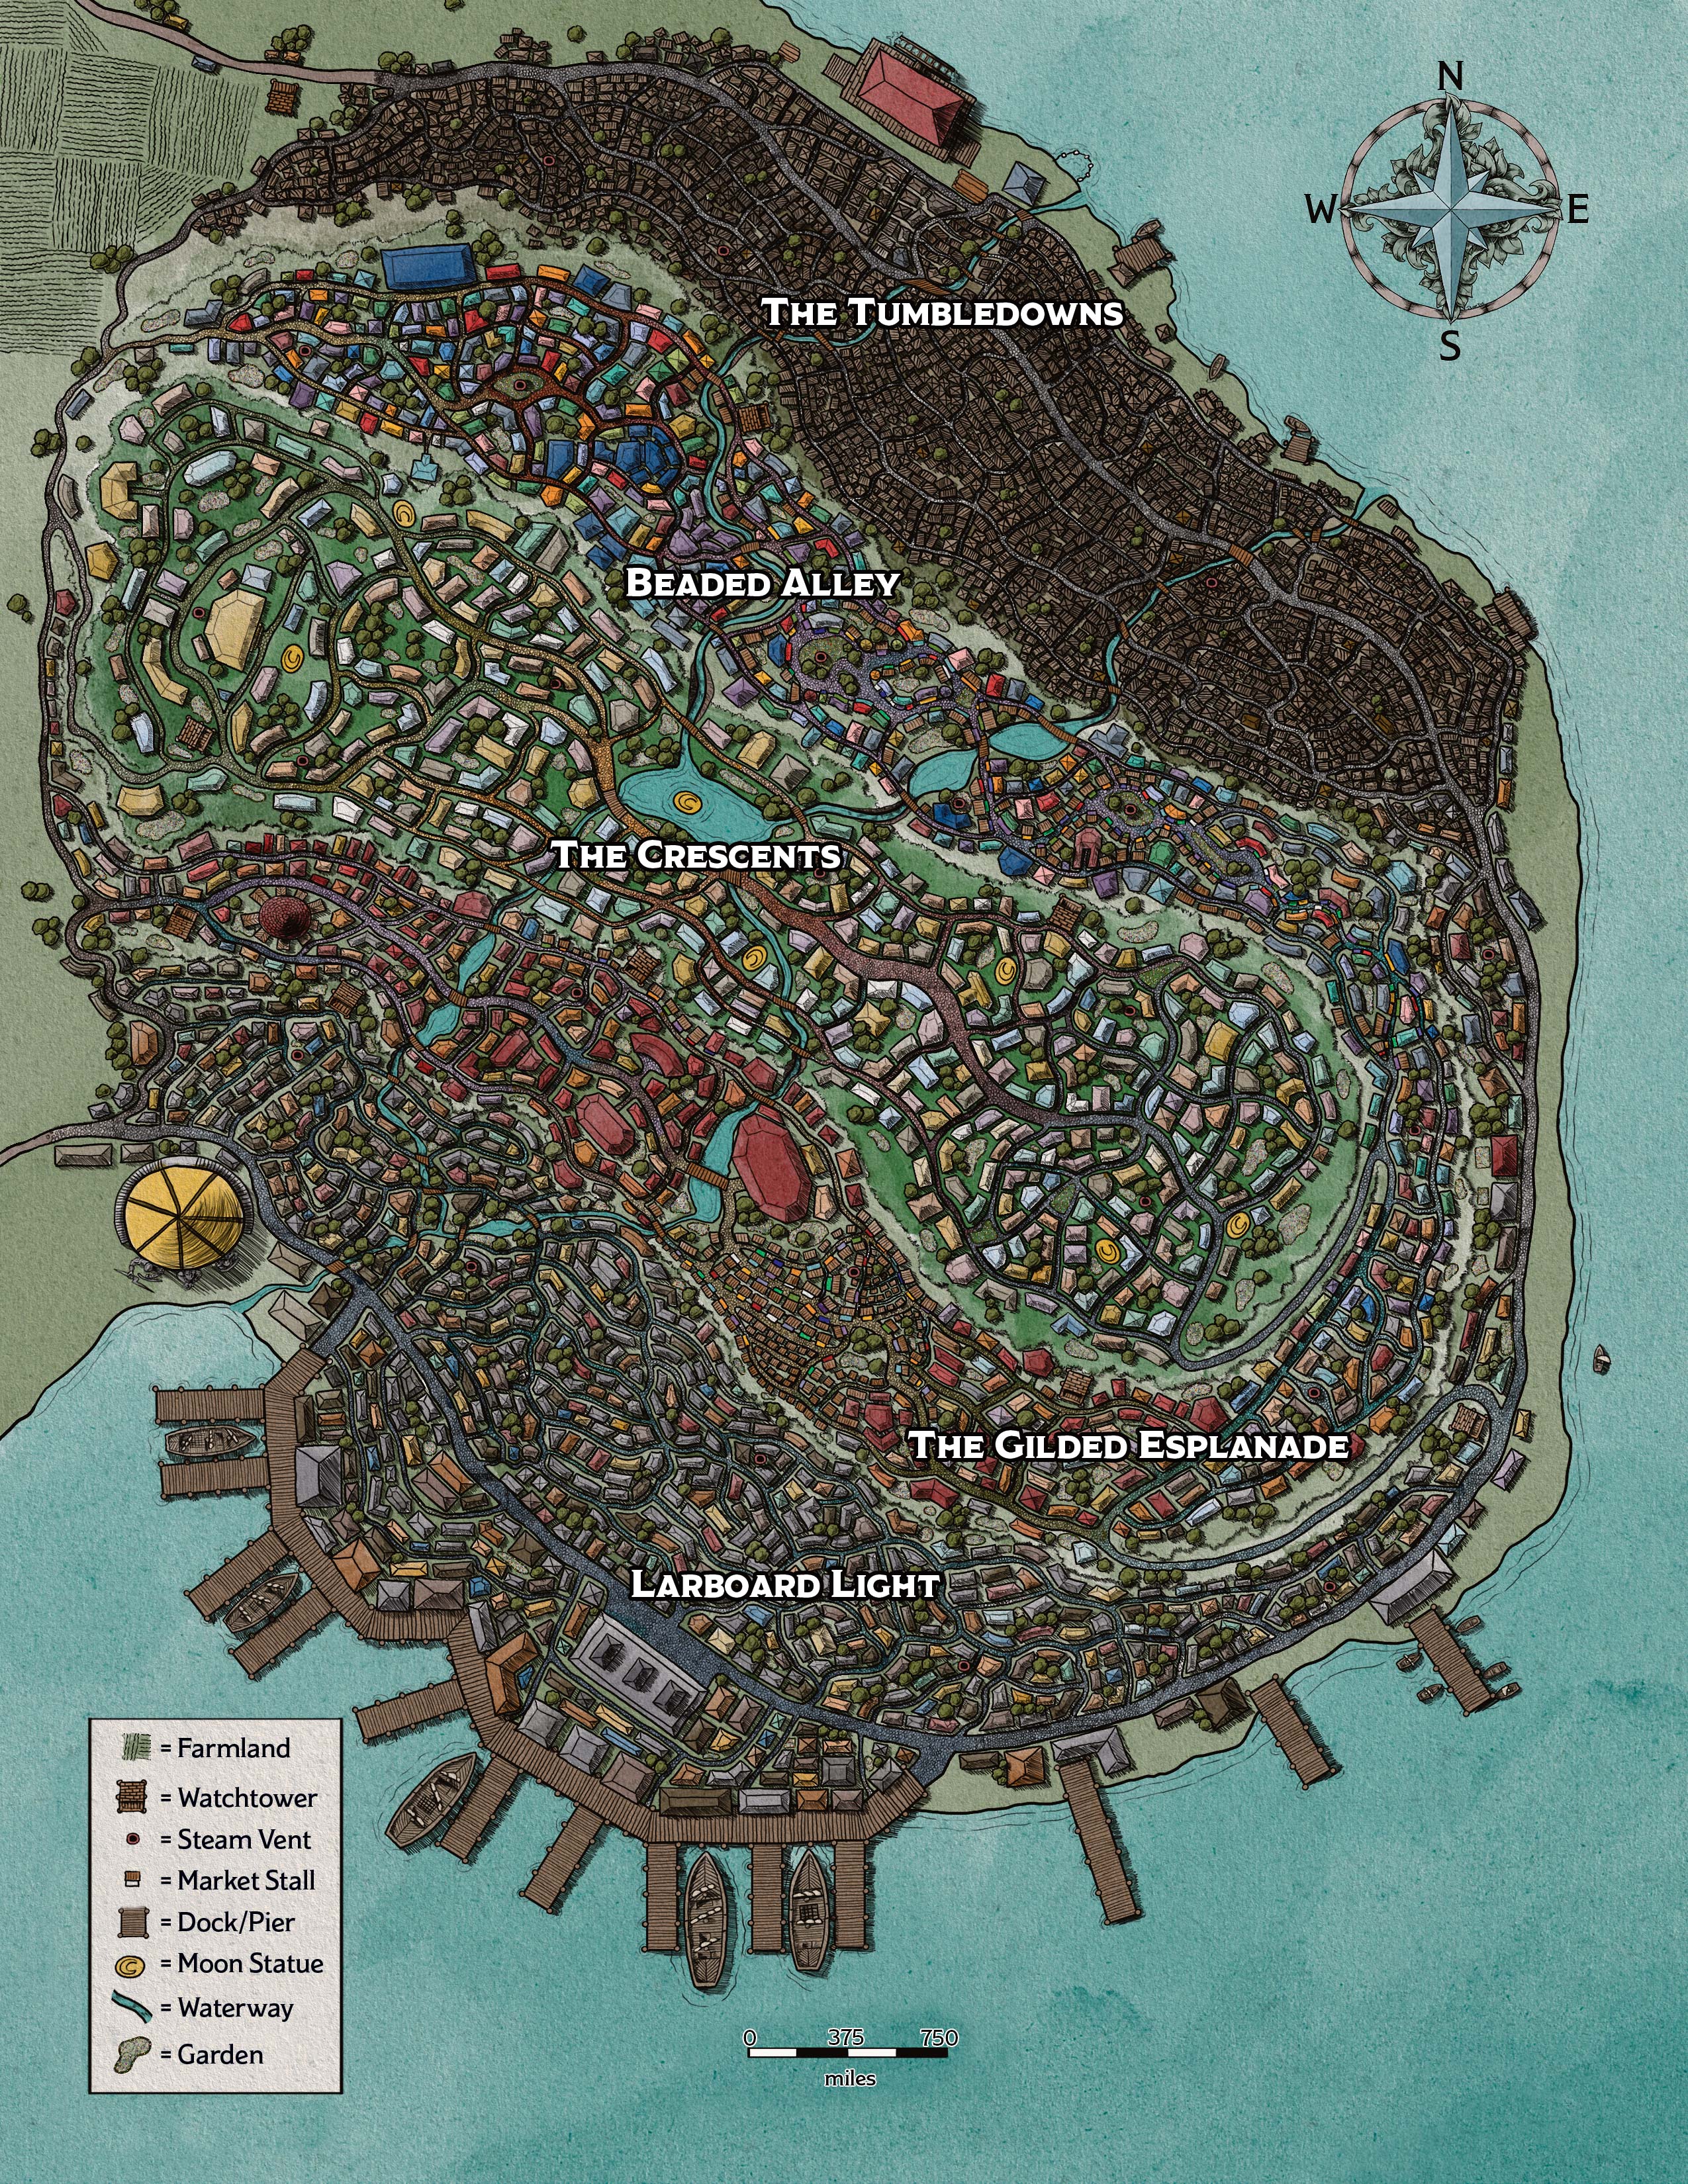 N
W
E
S
The Tumbledowns
Beaded Alley
The Crescents
The Gilded Esplanade
Larboard Light
= Farmland
= Watchtower
= Steam Vent
= Market Stall
= Dock/Pier
= Moon Statue
= Waterway
= Garden
0 375 750
miles